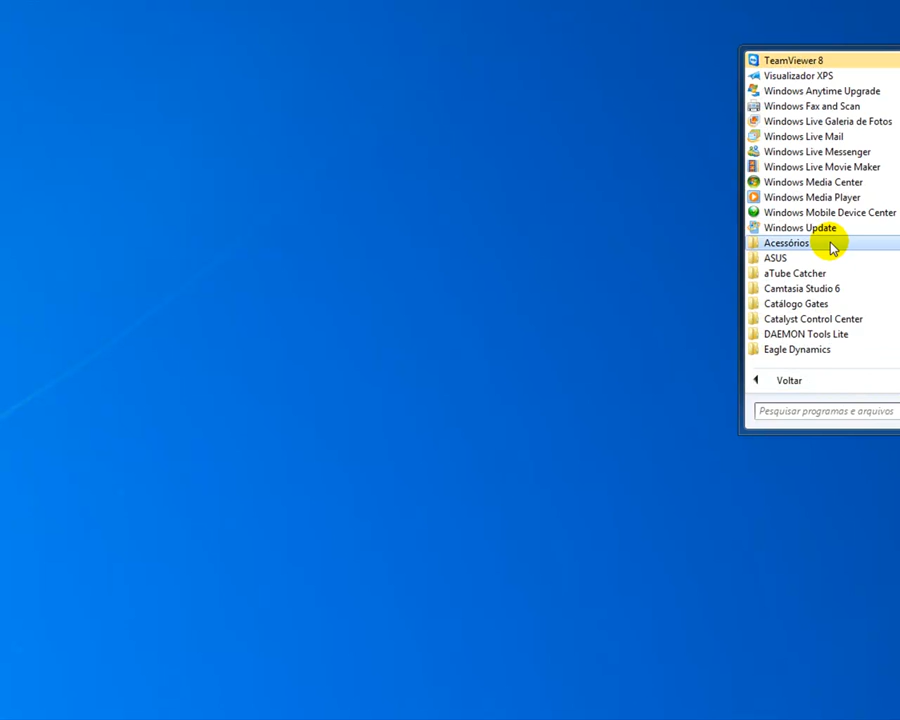 TeamViewer 8
Visualizador XPS
Windows Anytime Upgrade
Windows Fax and Scan
Windows Live Galeria de Fotos
Windows Live Mail
Windows Live Messenger
Windows Live Movie Maker
Windows Media Center
Windows Media Player
Windows Mobile Device Center
Windows Update
Acessórios
ASUS
aTube Catcher
Camtasia Studio 6
Catálogo Gates
Catalyst Control Center
DAEMON Tools Lite
Eagle Dynamics
Voltar
Pesquisar programas e arquivos